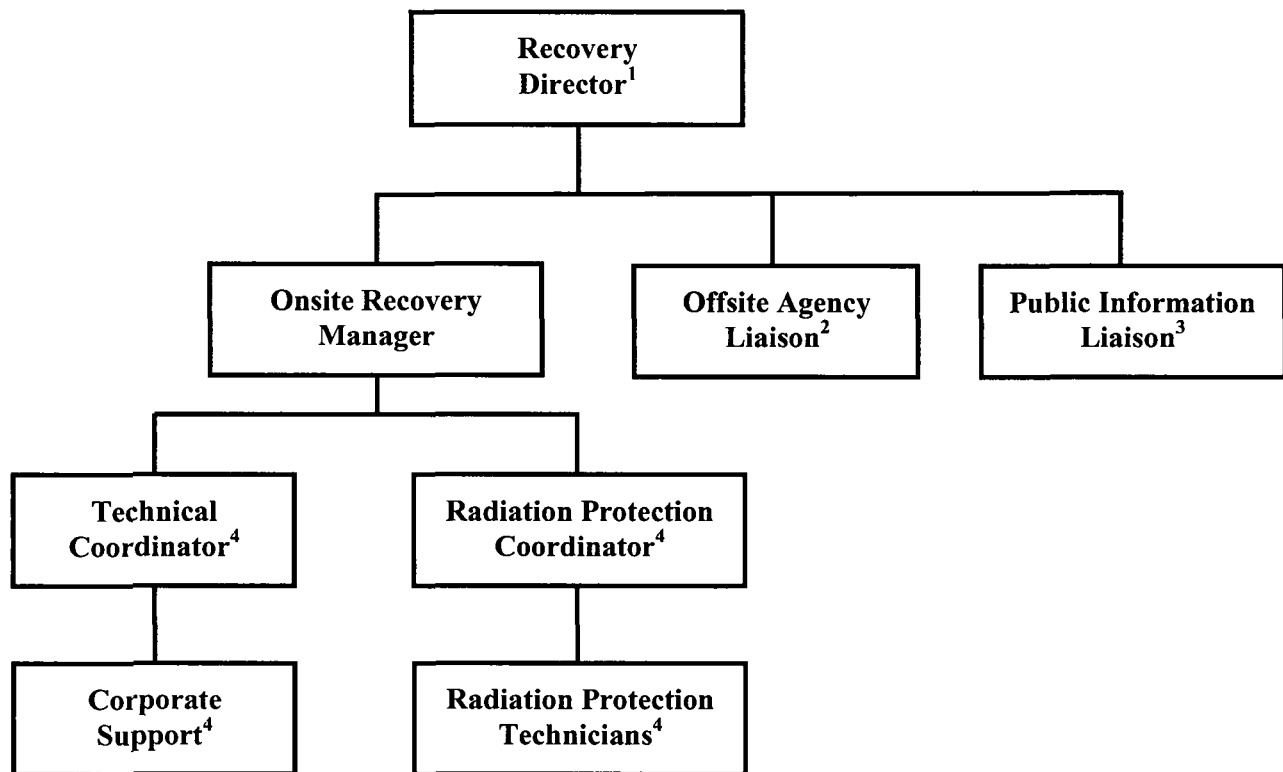 Recovery
Director¹
Onsite Recovery
Manager
Offsite Agency
Liaison²
Public Information
Liaison³
Technical
Coordinator⁴
Radiation Protection
Coordinator⁴
Corporate
Support⁴
Radiation Protection
Technicians⁴